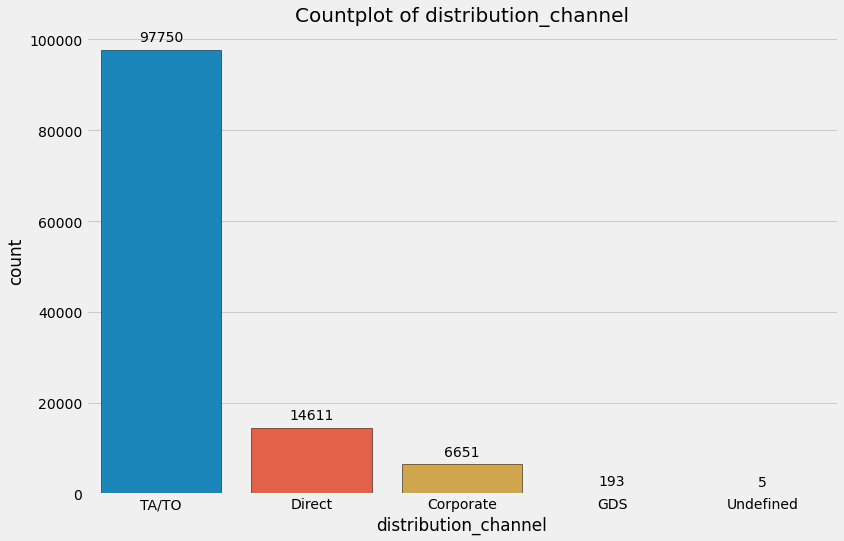 Countplot of distribution_channel
100000
80000
60000
40000
20000
0
count
97750
14611
6651
193
5
TA/TO
Direct
Corporate
GDS
Undefined
distribution_channel